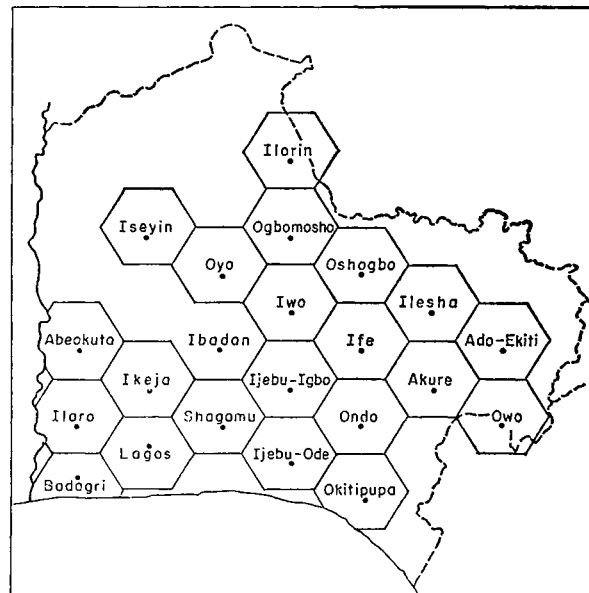 Ilorin
Iseyin
Ogbomosho
Oyo
Oshogbo
Iwo
Ilesha
Abeokuta
Ibadan
Ife
Ado-Ekiti
Ikeja
Ijebu-Igbo
Akure
Ilaro
Shagamu
Ondo
Owo
Lagos
Ijebu-Ode
Badagri
Okitipupa